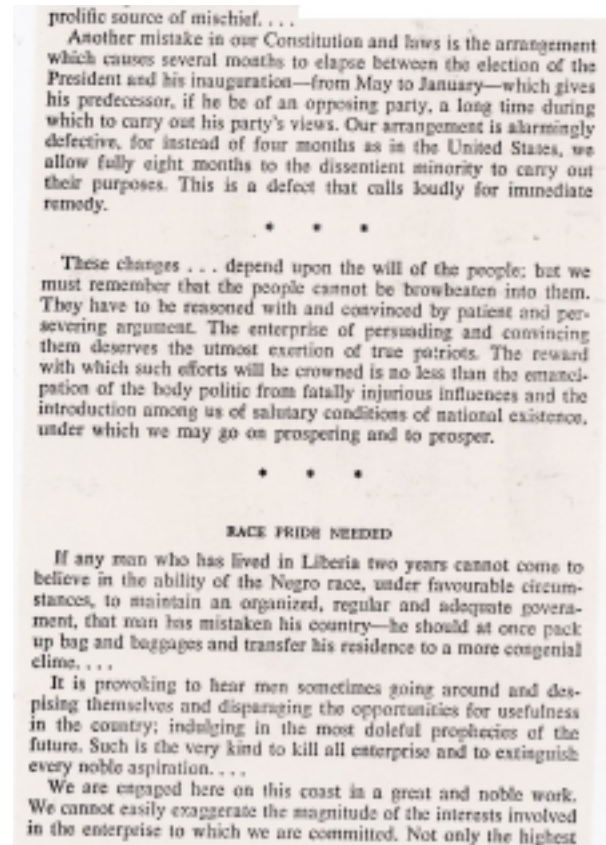 prolific source of mischief. . . .
Another mistake in our Constitution and laws is the arrangement
which causes several months to elapse between the election of the
President and his inauguration—from May to January—which gives
his predecessor, if he be of an opposing party, a long time during
which to carry out his party's views. Our arrangement is alarmingly
defective, for instead of four months as in the United States, we
allow fully eight months to the dissentient minority to carry out
their purposes. This is a defect that calls loudly for immediate
remedy.
* * *
These changes . . . depend upon the will of the people; but we
must remember that the people cannot be browbeaten into them.
They have to be reasoned with and convinced by patient and per-
severing argument. The enterprise of persuading and convincing
them deserves the utmost exertion of true patriots. The reward
with which such efforts will be crowned is no less than the emanci-
pation of the body politic from fatally injurious influences and the
introduction among us of salutary conditions of national existence,
under which we may go on prospering and to prosper.
* * *
RACE PRIDE NEEDED
If any man who has lived in Liberia two years cannot come to
believe in the ability of the Negro race, under favourable circum-
stances, to maintain an organized, regular and adequate govern-
ment, that man has mistaken his country—he should at once pack
up bag and baggages and transfer his residence to a more congenial
clime. . . .
It is provoking to hear men sometimes going around and des-
pising themselves and disparaging the opportunities for usefulness
in the country; indulging in the most doleful prophecies of the
future. Such is the very kind to kill all enterprise and to extinguish
every noble aspiration. . . .
We are engaged here on this coast in a great and noble work.
We cannot easily exaggerate the magnitude of the interests involved
in the enterprise to which we are committed. Not only the highest